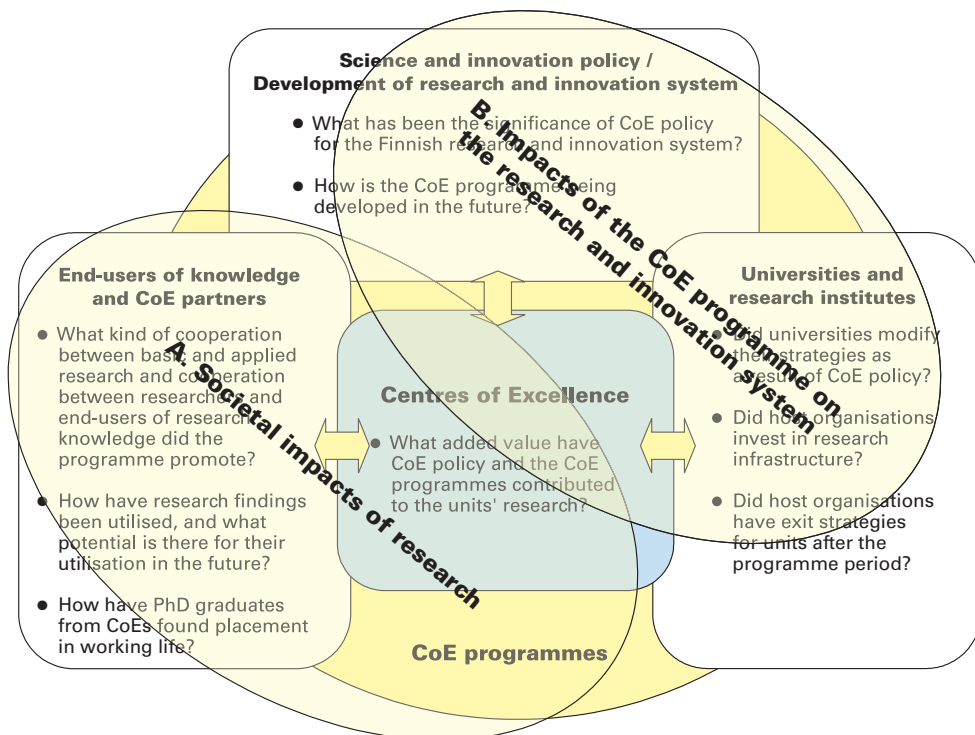 Science and innovation policy /
Development of research and innovation system
● What has been the significance of CoE policy
for the Finnish research and innovation system?
● How is the CoE programme being
developed in the future?
B. Impacts of the CoE programme on
the research and innovation system
End-users of knowledge
and CoE partners
● What kind of cooperation
between basic and applied
research and cooperation
between researchers and
end-users of research
knowledge did the
programme promote?
● How have research findings
been utilised, and what
potential is there for their
utilisation in the future?
● How have PhD graduates
from CoEs found placement
in working life?
A. Societal impacts of research
Centres of Excellence
● What added value have
CoE policy and the CoE
programmes contributed
to the units' research?
Universities and
research institutes
● Did universities modify
their strategies as
a result of CoE policy?
● Did host organisations
invest in research
infrastructure?
● Did host organisations
have exit strategies
for units after the
programme period?
CoE programmes